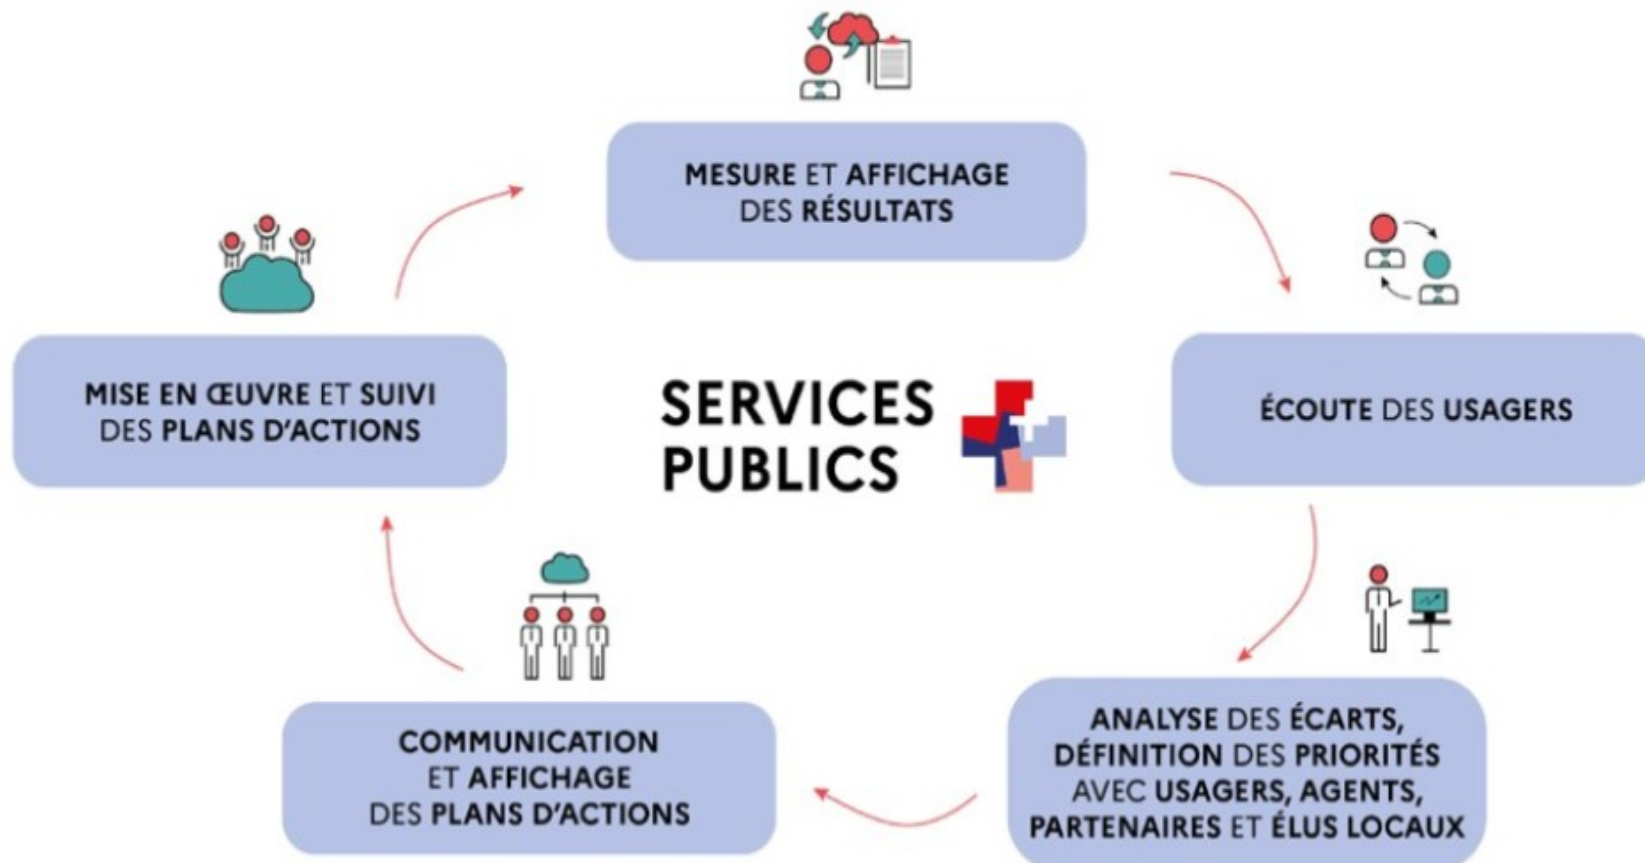 MESURE ET AFFICHAGE
DES RÉSULTATS
ÉCOUTE DES USAGERS
ANALYSE DES ÉCARTS,
DÉFINITION DES PRIORITÉS
AVEC USAGERS, AGENTS,
PARTENAIRES ET ÉLUS LOCAUX
COMMUNICATION
ET AFFICHAGE
DES PLANS D'ACTIONS
MISE EN ŒUVRE ET SUIVI
DES PLANS D'ACTIONS
SERVICES
PUBLICS